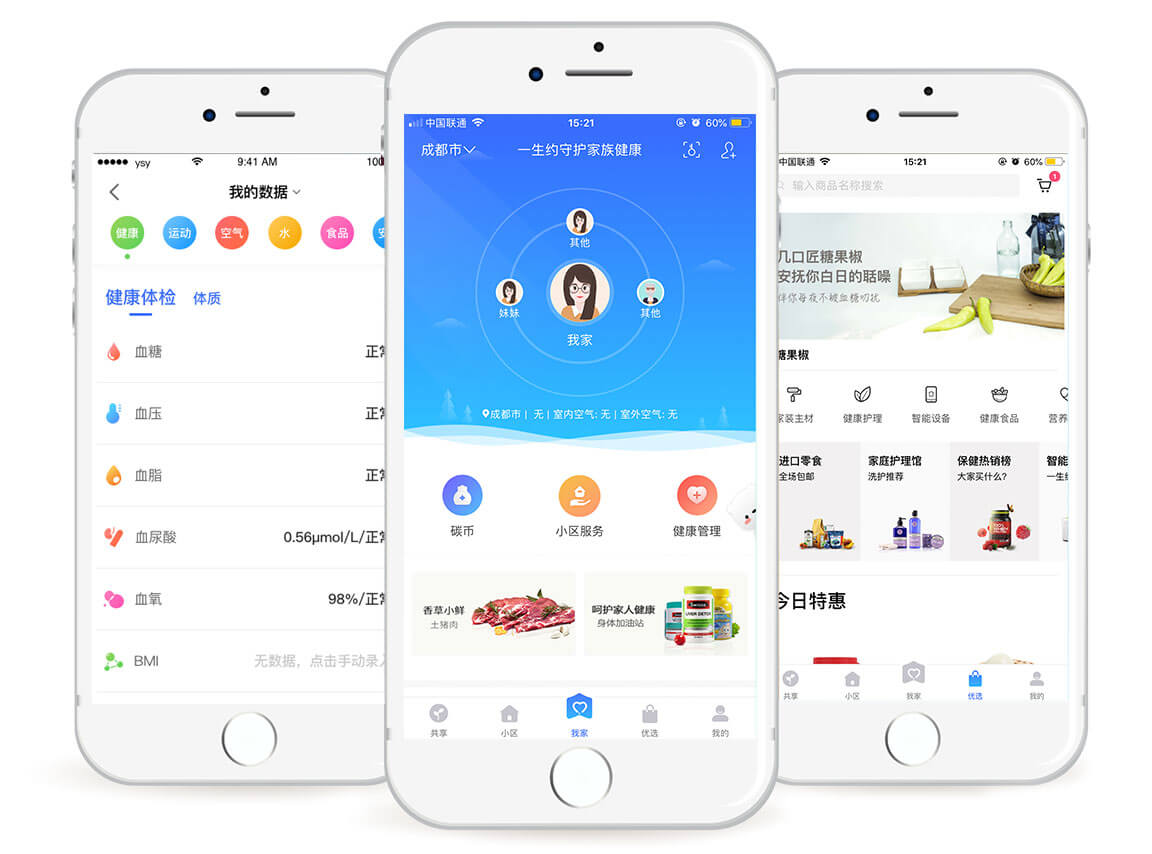 ysy
9:41 AM
100
我的数据
健康
运动
空气
水
食品
健康体检
体质
血糖
正常
血压
正常
血脂
正常
血尿酸
0.56μmol/L/正常
血氧
98%/正常
BMI
无数据，点击手动录入
中国联通
15:21
60%
成都市
一生约守护家族健康
其他
妹妹
其他
我家
成都市 | 无 | 室内空气: 无 | 室外空气: 无
碳币
小区服务
健康管理
香草小鲜
土猪肉
呵护家人健康
身体加油站
LIVER DETOX
共享
小区
我家
优选
我的
中国联通
15:21
60%
输入商品名称搜索
1
几口匠糖果椒
安抚你白日的聒噪
伴你每夜不被血糖叨扰
糖果椒
家装主材
健康护理
智能设备
健康食品
营养
进口零食
全场包邮
家庭护理馆
洗护推荐
保健热销榜
大家买什么?
智能
一生
今日特惠
共享
小区
我家
优选
我的